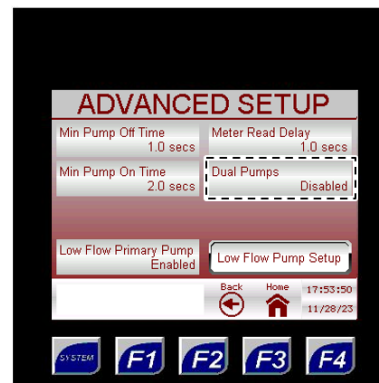 ADVANCED SETUP
Min Pump Off Time
1.0 secs
Meter Read Delay
1.0 secs
Min Pump On Time
2.0 secs
Dual Pumps
Disabled
Low Flow Primary Pump
Enabled
Low Flow Pump Setup
Back
Home
17:53:50
11/28/23
SYSTEM
F1
F2
F3
F4